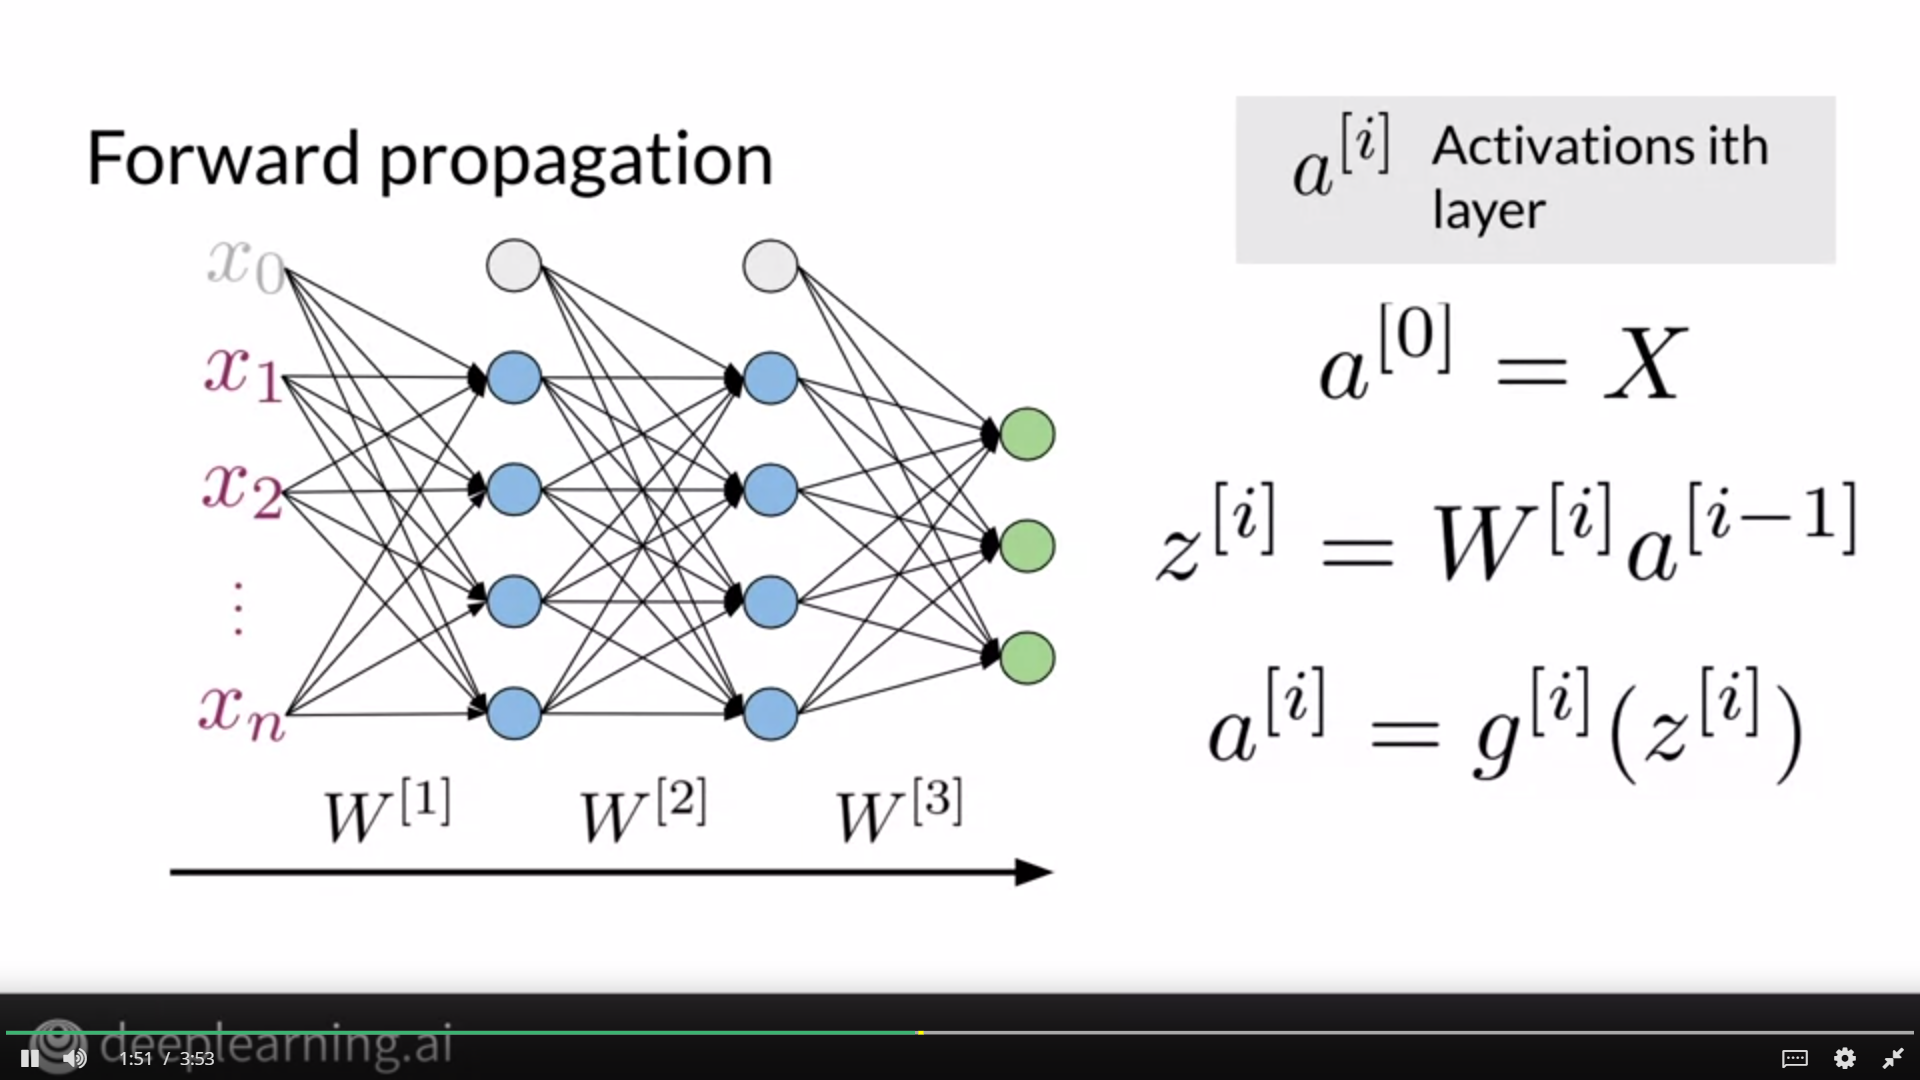 Forward propagation
a^{[i]} Activations ith
layer
x_0
x_1
x_2
⋮
x_n
W^{[1]} W^{[2]} W^{[3]}
a^{[0]} = X
z^{[i]} = W^{[i]}a^{[i-1]}
a^{[i]} = g^{[i]}(z^{[i]})
deeplearning.ai
1:51 / 3:53